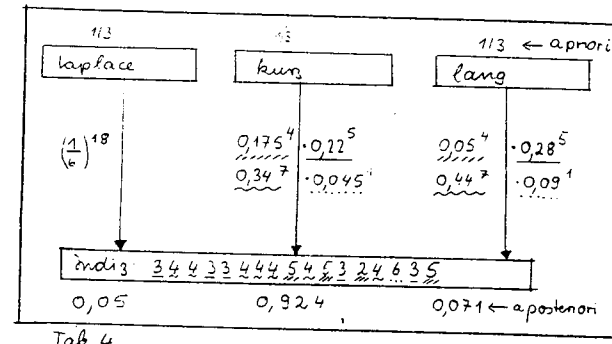 1/3 1/3 1/3 ← apriori
Laplace kurz lang
(1/6)^18 0,175^4 · 0,22^5 0,05^4 · 0,28^5
0,34^7 · 0,045^1 0,44^7 · 0,09^1
Indiz 3 4 4 3 3 4 4 4 5 4 5 3 2 4 6 3 5
0,05 0,924 0,071 ← aposteriori
Tab 4